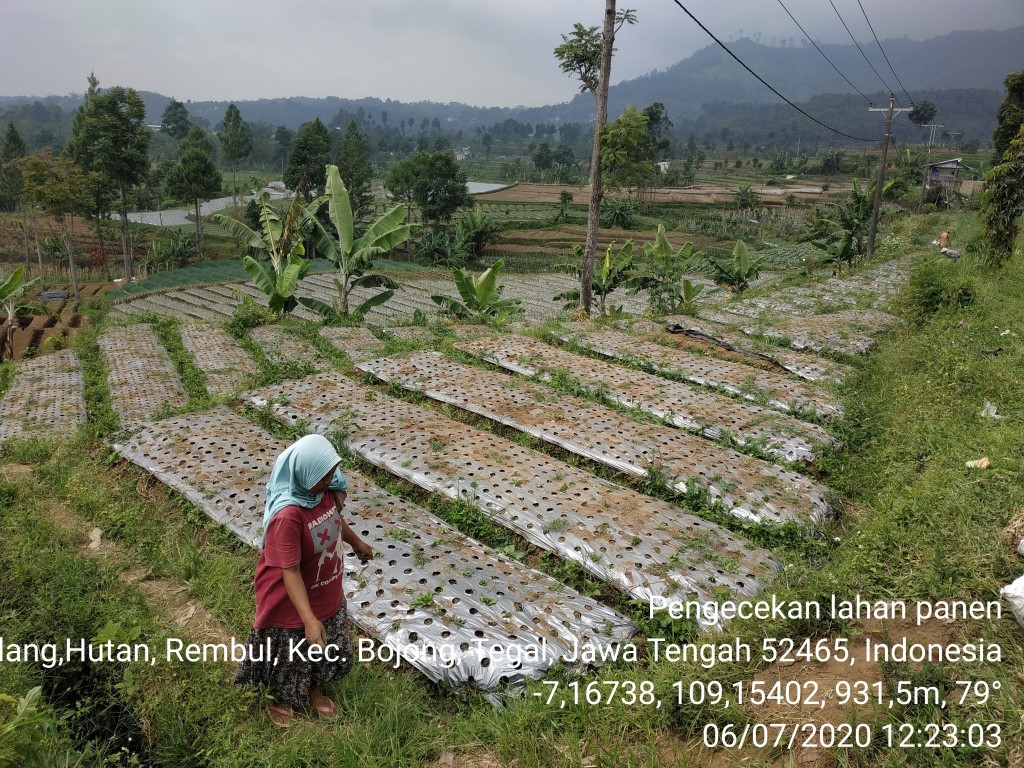 Pengecekan lahan panen
lang,Hutan, Rembul, Kec. Bojong, Tegal, Jawa Tengah 52465, Indonesia
-7,16738, 109,15402, 931,5m, 79°
06/07/2020 12:23:03